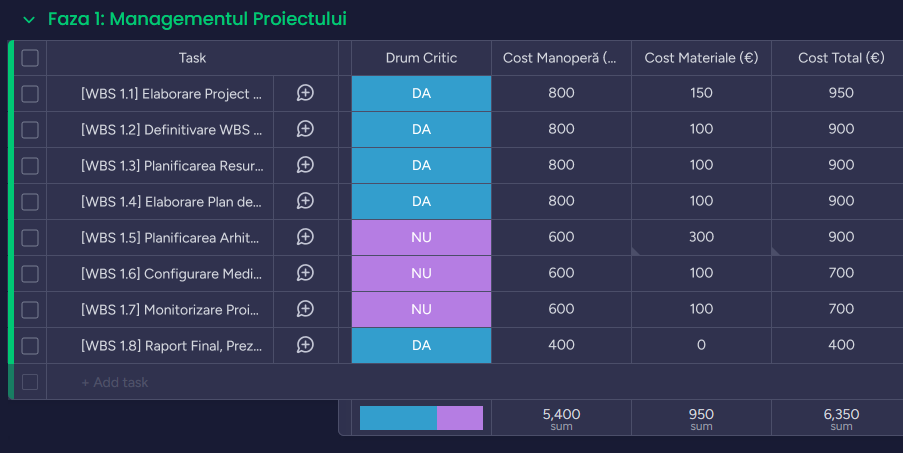 Faza 1: Managementul Proiectului
Task Drum Critic Cost Manoperă (... Cost Materiale (€) Cost Total (€)
[WBS 1.1] Elaborare Project ... DA 800 150 950
[WBS 1.2] Definitivare WBS ... DA 800 100 900
[WBS 1.3] Planificarea Resur... DA 800 100 900
[WBS 1.4] Elaborare Plan de... DA 800 100 900
[WBS 1.5] Planificarea Arhit... NU 600 300 900
[WBS 1.6] Configurare Medi... NU 600 100 700
[WBS 1.7] Monitorizare Proi... NU 600 100 700
[WBS 1.8] Raport Final, Prez... DA 400 0 400
+ Add task
5,400 950 6,350
sum sum sum